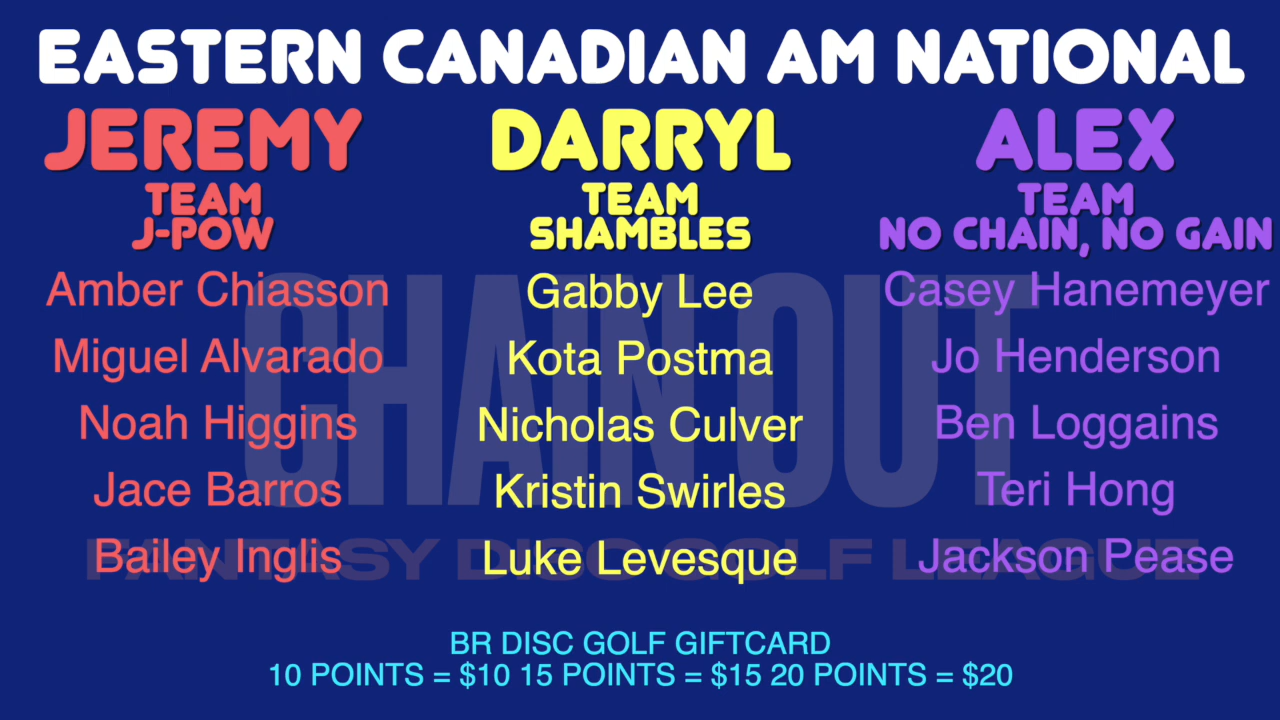 EASTERN CANADIAN AM NATIONAL
JEREMY
TEAM
J-POW
Amber Chiasson
Miguel Alvarado
Noah Higgins
Jace Barros
Bailey Inglis
DARRYL
TEAM
SHAMBLES
Gabby Lee
Kota Postma
Nicholas Culver
Kristin Swirles
Luke Levesque
ALEX
TEAM
NO CHAIN, NO GAIN
Casey Hanemeyer
Jo Henderson
Ben Loggains
Teri Hong
Jackson Pease
CHAIN OUT
FANTASY DISC GOLF LEAGUE
BR DISC GOLF GIFTCARD
10 POINTS = $10 15 POINTS = $15 20 POINTS = $20